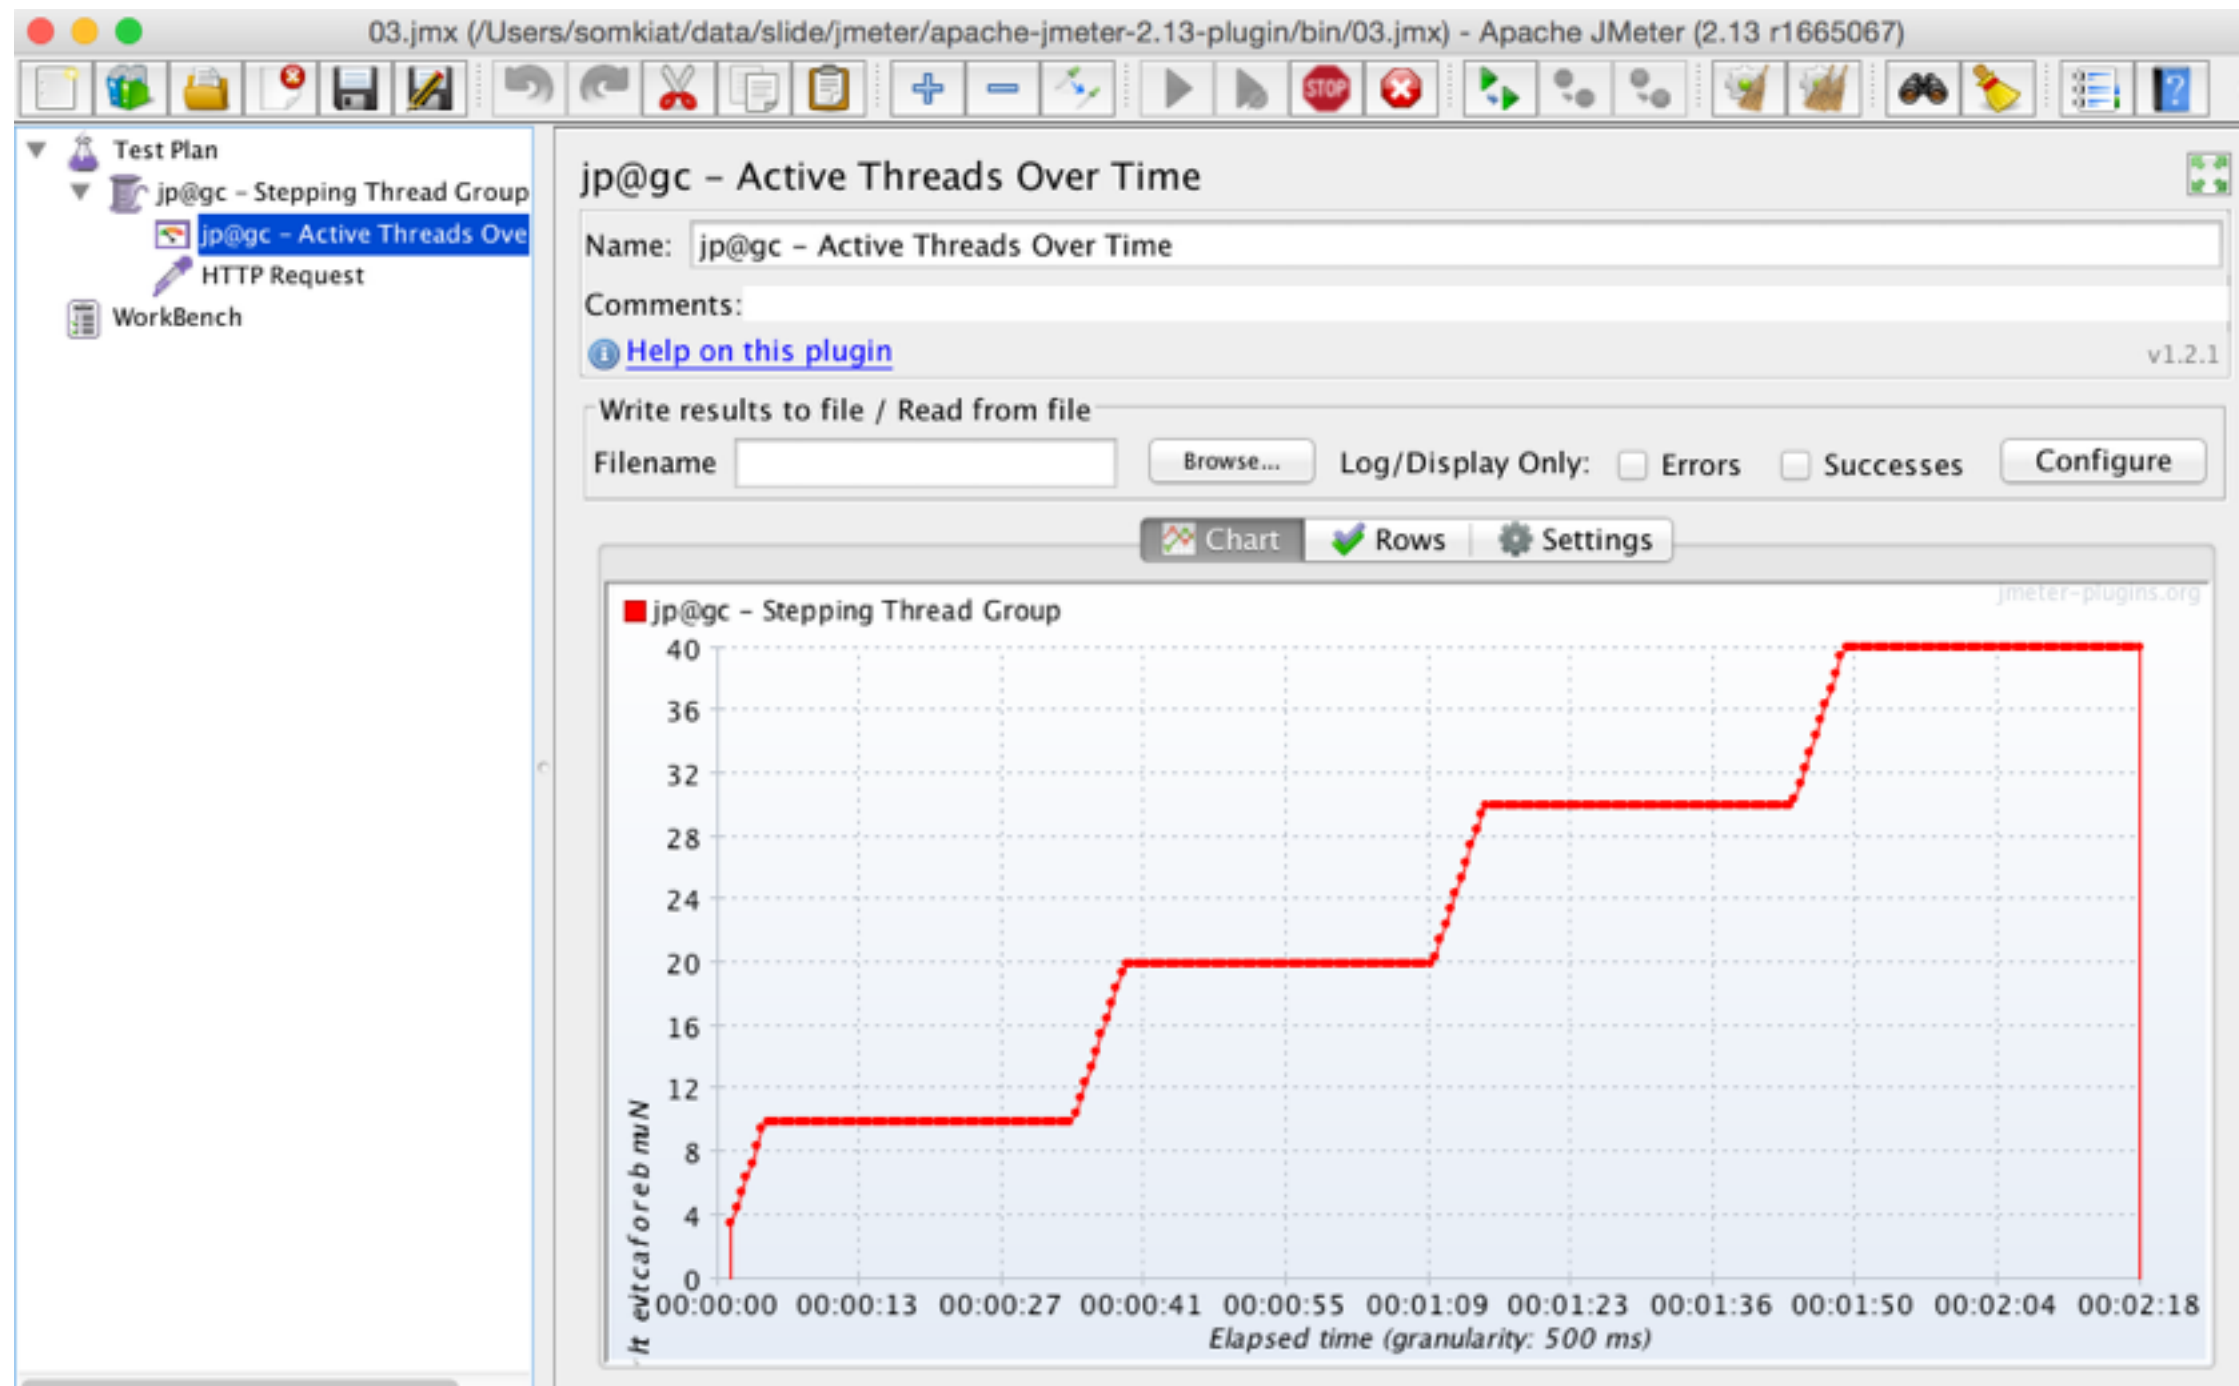 03.jmx (/Users/somkiat/data/slide/jmeter/apache-jmeter-2.13-plugin/bin/03.jmx) - Apache JMeter (2.13 r1665067)
STOP
Test Plan
jp@gc - Stepping Thread Group
jp@gc - Active Threads Ove
HTTP Request
WorkBench
jp@gc - Active Threads Over Time
Name: jp@gc - Active Threads Over Time
Comments:
Help on this plugin v1.2.1
Write results to file / Read from file
Filename Browse... Log/Display Only: Errors Successes Configure
Chart Rows Settings
jmeter-plugins.org
jp@gc - Stepping Thread Group
40
36
32
28
24
20
16
12
8
4
0
00:00:00 00:00:13 00:00:27 00:00:41 00:00:55 00:01:09 00:01:23 00:01:36 00:01:50 00:02:04 00:02:18
Elapsed time (granularity: 500 ms)